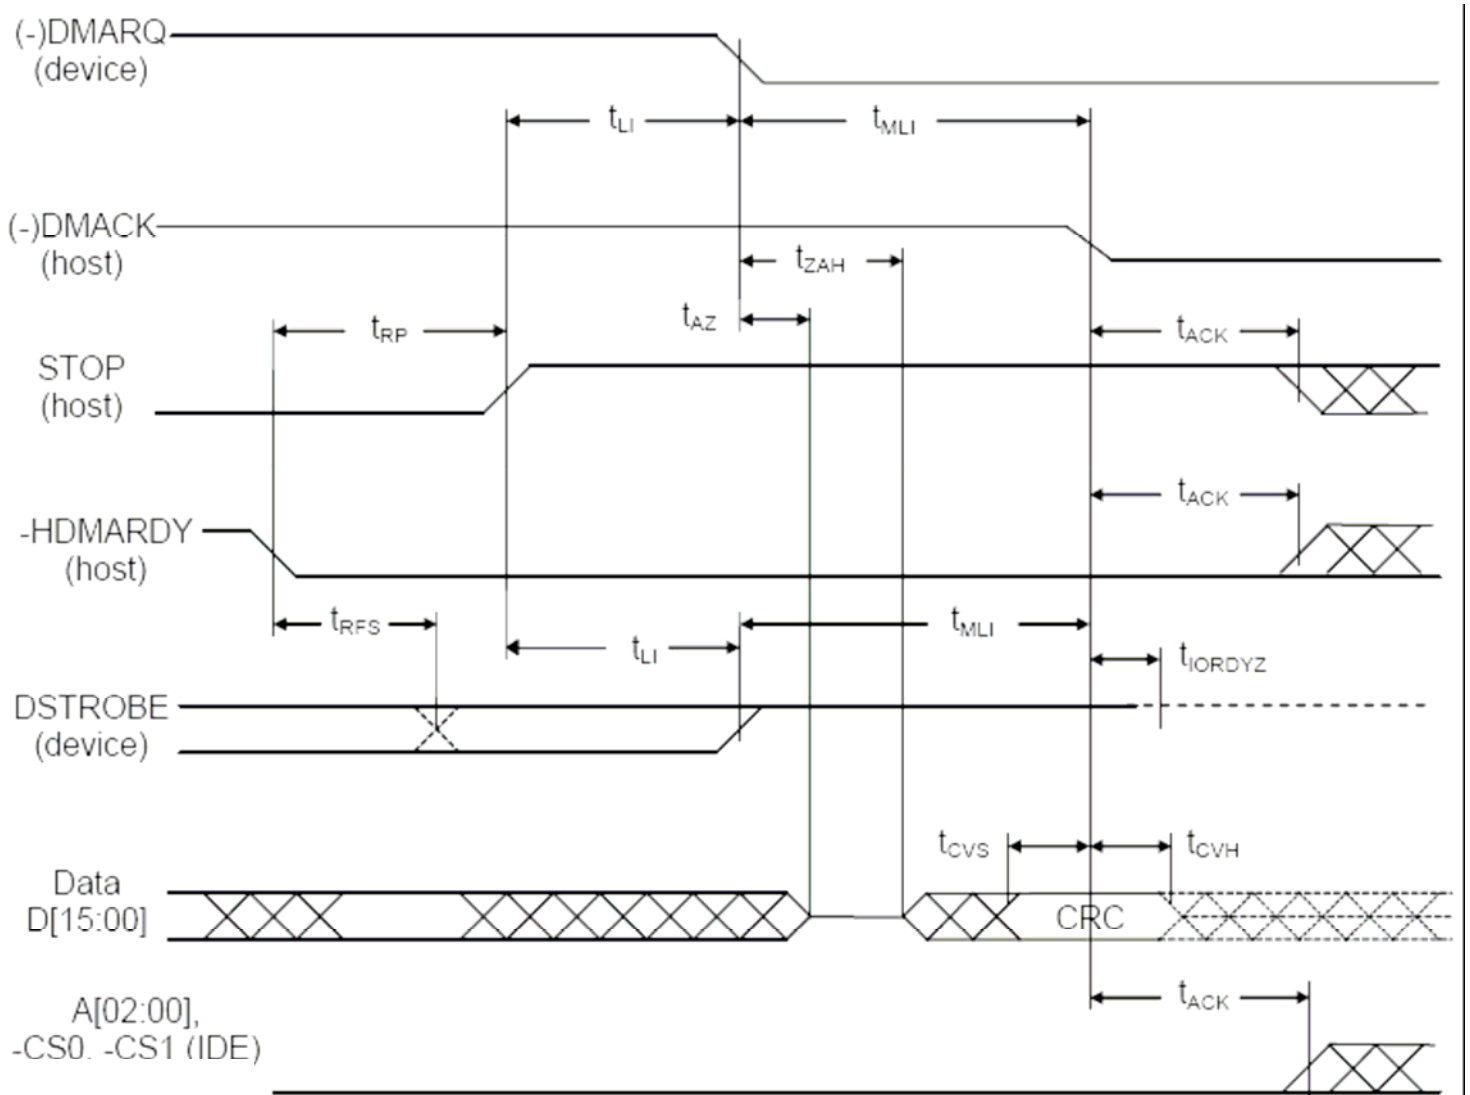 (-)DMARQ
(device)
tLI
tMLI
(-)DMACK
(host)
tZAH
tAZ
tRP
tACK
STOP
(host)
tACK
-HDMARDY
(host)
tRFS
tMLI
tLI
tIORDYZ
DSTROBE
(device)
tCVS
tCVH
Data
D[15:00]
CRC
tACK
A[02:00],
-CS0, -CS1 (IDE)